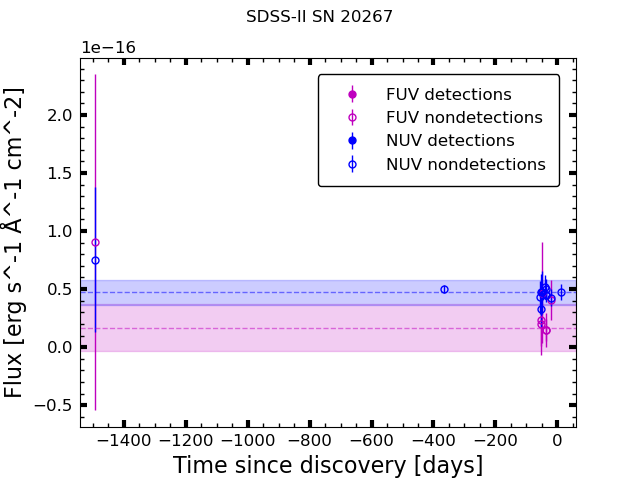 SDSS-II SN 20267
1e−16
FUV detections
FUV nondetections
NUV detections
NUV nondetections
2.0
1.5
1.0
0.5
0.0
−0.5
Flux [erg s^-1 Å^-1 cm^-2]
−1400 −1200 −1000 −800 −600 −400 −200 0
Time since discovery [days]